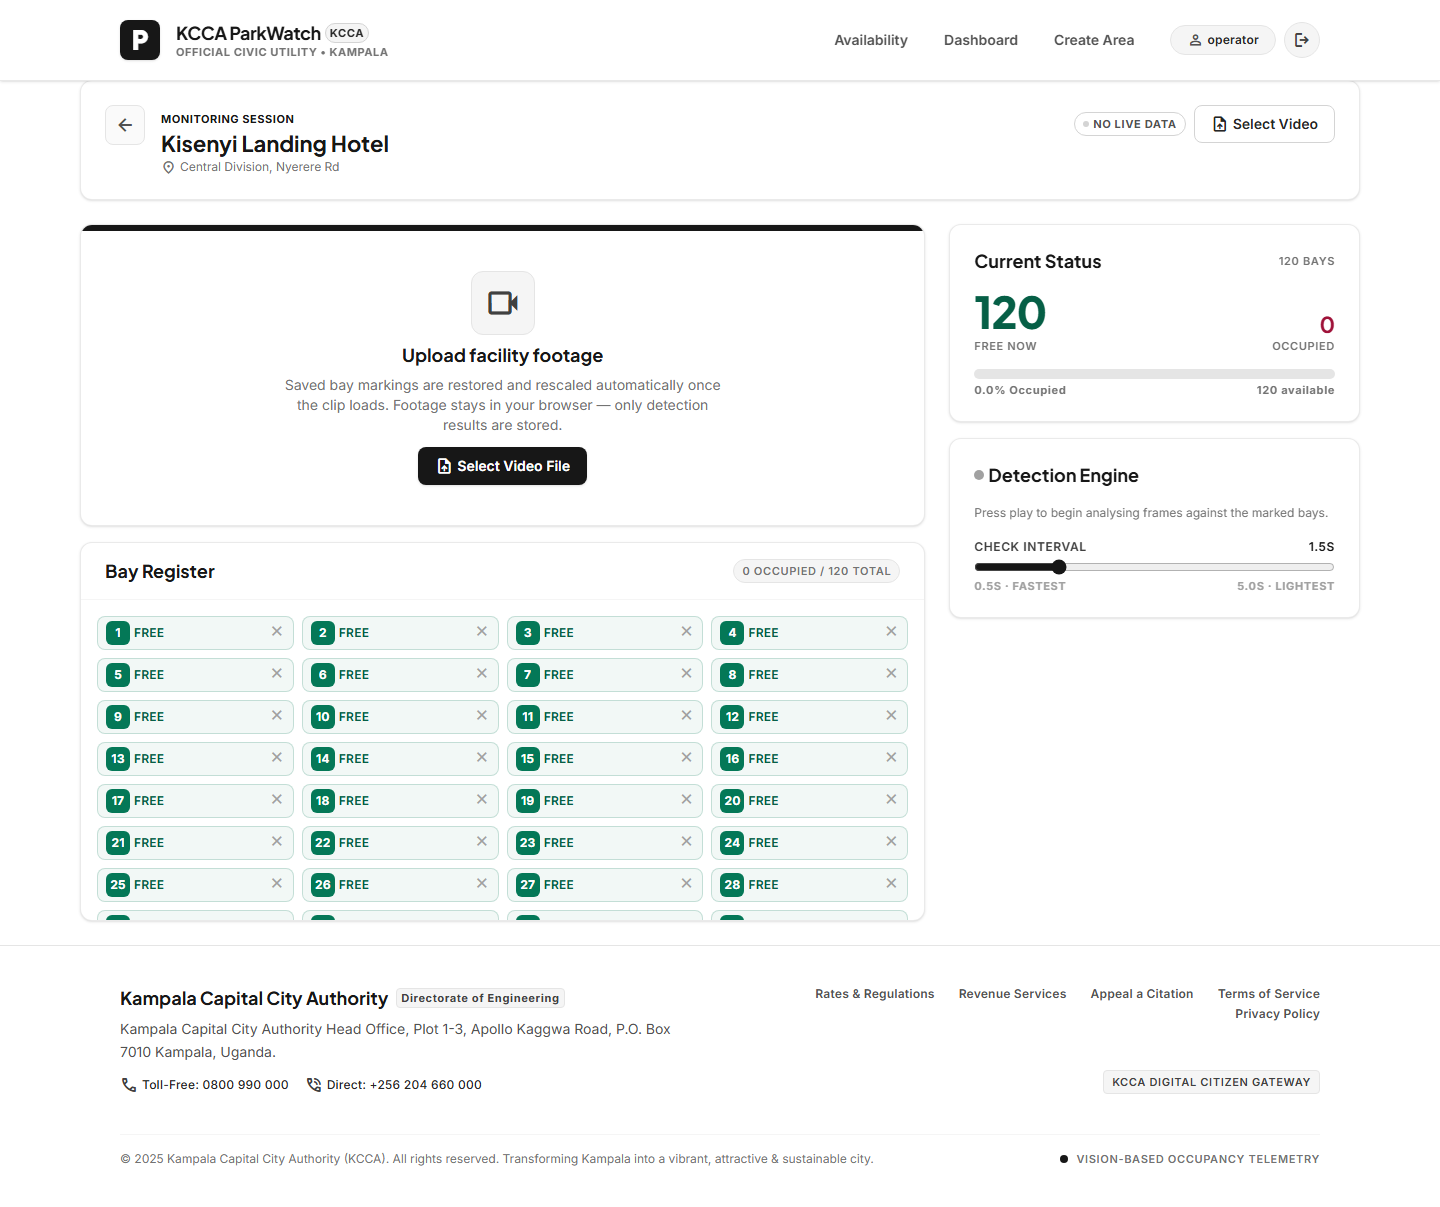 P
KCCA ParkWatch KCCA
OFFICIAL CIVIC UTILITY • KAMPALA
Availability
Dashboard
Create Area
operator
MONITORING SESSION
Kisenyi Landing Hotel
Central Division, Nyerere Rd
NO LIVE DATA
Select Video
Upload facility footage
Saved bay markings are restored and rescaled automatically once
the clip loads. Footage stays in your browser — only detection
results are stored.
Select Video File
Current Status
120 BAYS
120
FREE NOW
0
OCCUPIED
0.0% Occupied
120 available
Detection Engine
Press play to begin analysing frames against the marked bays.
CHECK INTERVAL
1.5S
0.5S · FASTEST
5.0S · LIGHTEST
Bay Register
0 OCCUPIED / 120 TOTAL
1 FREE
2 FREE
3 FREE
4 FREE
5 FREE
6 FREE
7 FREE
8 FREE
9 FREE
10 FREE
11 FREE
12 FREE
13 FREE
14 FREE
15 FREE
16 FREE
17 FREE
18 FREE
19 FREE
20 FREE
21 FREE
22 FREE
23 FREE
24 FREE
25 FREE
26 FREE
27 FREE
28 FREE
Kampala Capital City Authority Directorate of Engineering
Kampala Capital City Authority Head Office, Plot 1-3, Apollo Kaggwa Road, P.O. Box
7010 Kampala, Uganda.
Toll-Free: 0800 990 000
Direct: +256 204 660 000
Rates & Regulations
Revenue Services
Appeal a Citation
Terms of Service
Privacy Policy
KCCA DIGITAL CITIZEN GATEWAY
© 2025 Kampala Capital City Authority (KCCA). All rights reserved. Transforming Kampala into a vibrant, attractive & sustainable city.
VISION-BASED OCCUPANCY TELEMETRY